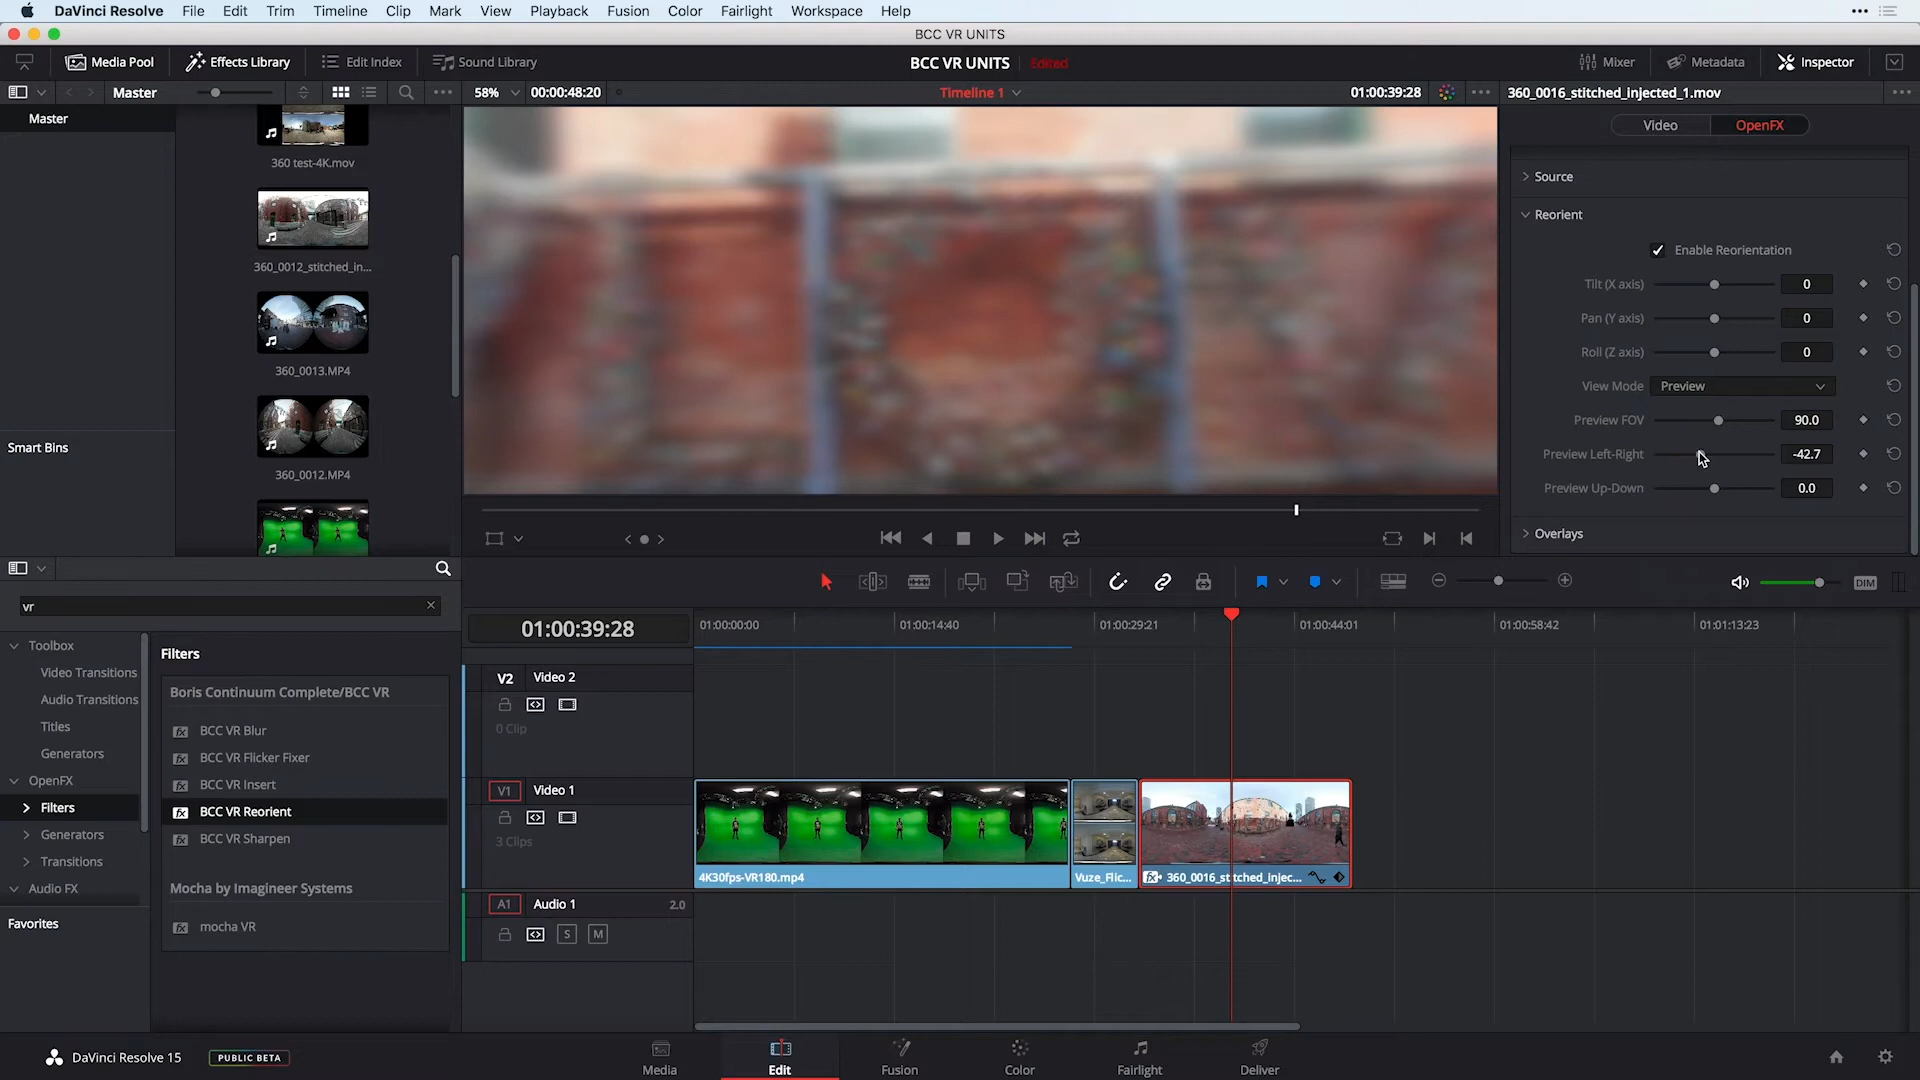 DaVinci Resolve File Edit Trim Timeline Clip Mark View Playback Fusion Color Fairlight Workspace Help
BCC VR UNITS
Media Pool Effects Library Edit Index Sound Library BCC VR UNITS Edited Mixer Metadata Inspector
Master 58% 00:00:48:20 Timeline 1 01:00:39:28 360_0016_stitched_injected_1.mov
Master
Video OpenFX
360 test-4K.mov
Source
Reorient
360_0012_stitched_in...
Enable Reorientation
Tilt (X axis) 0
Pan (Y axis) 0
Roll (Z axis) 0
360_0013.MP4
View Mode Preview
Preview FOV 90.0
Smart Bins
Preview Left-Right -42.7
360_0012.MP4
Preview Up-Down 0.0
Overlays
DIM
vr
01:00:39:28 01:00:00:00 01:00:14:40 01:00:29:21 01:00:44:01 01:00:58:42 01:01:13:23
Toolbox
Video Transitions
Audio Transitions
Titles
Generators
OpenFX
Filters
Generators
Transitions
Audio FX
Favorites
Filters
Boris Continuum Complete/BCC VR
fx BCC VR Blur
fx BCC VR Flicker Fixer
fx BCC VR Insert
fx BCC VR Reorient
fx BCC VR Sharpen
Mocha by Imagineer Systems
fx mocha VR
V2 Video 2
0 Clip
V1 Video 1
3 Clips
4K30fps-VR180.mp4 Vuze_Flic... fx 360_0016_stitched_injec...
A1 Audio 1 2.0
S M
DaVinci Resolve 15 PUBLIC BETA
Media Edit Fusion Color Fairlight Deliver